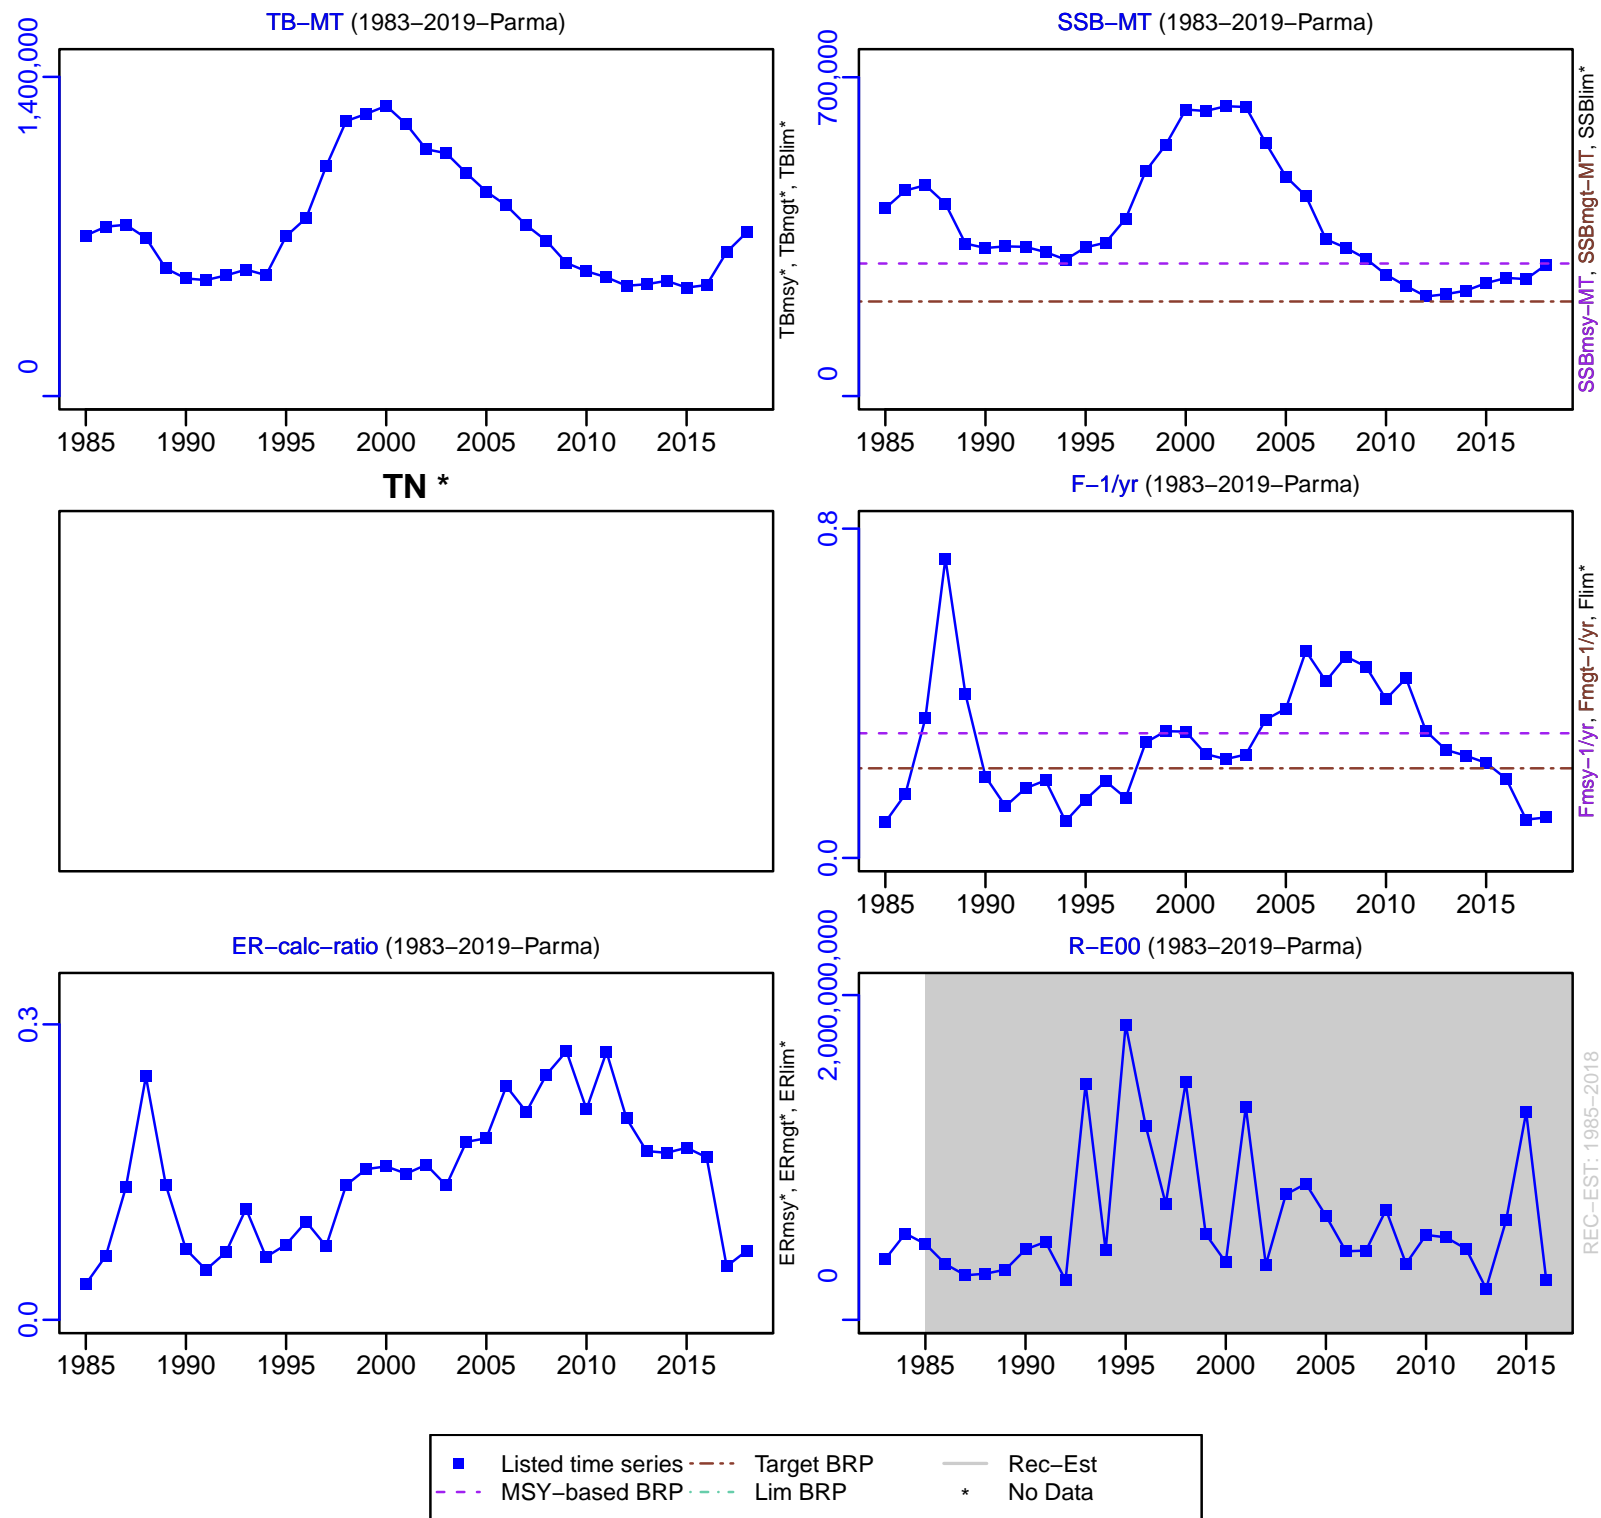 TB−MT (1983−2019−Parma)
1,400,000
0
1985 1990 1995 2000 2005 2010 2015
TBmsy*, TBmgt*, TBlim*
SSB−MT (1983−2019−Parma)
700,000
0
1985 1990 1995 2000 2005 2010 2015
SSBmsy−MT, SSBmgt−MT, SSBlim*
TN *
F−1/yr (1983−2019−Parma)
0.8
0.0
1985 1990 1995 2000 2005 2010 2015
Fmsy−1/yr, Fmgt−1/yr, Flim*
ER−calc−ratio (1983−2019−Parma)
0.3
0.0
1985 1990 1995 2000 2005 2010 2015
ERmsy*, ERmgt*, ERlim*
R−E00 (1983−2019−Parma)
2,000,000,000
0
1985 1990 1995 2000 2005 2010 2015
REC−EST: 1985−2018
Listed time series Target BRP Rec−Est
MSY−based BRP Lim BRP * No Data